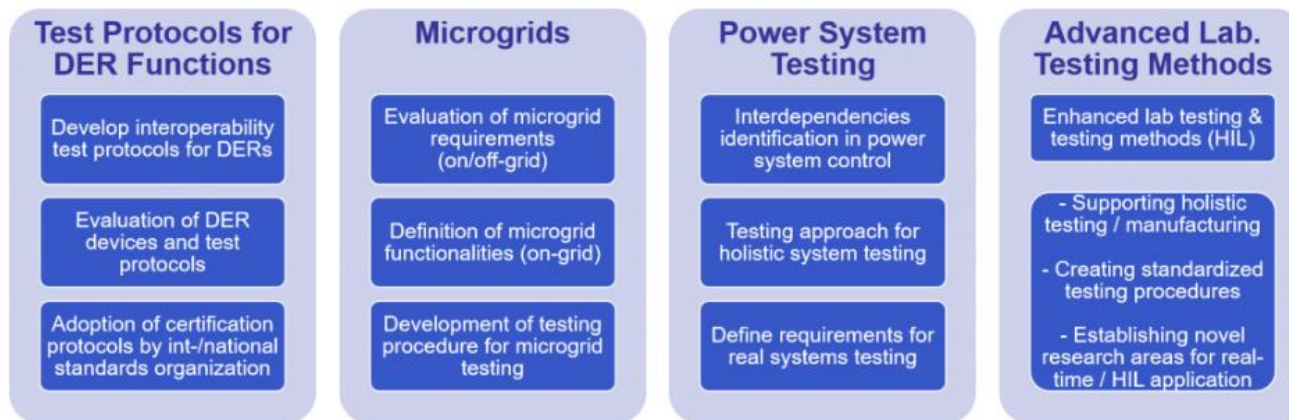 Test Protocols for
DER Functions
Develop interoperability
test protocols for DERs
Evaluation of DER
devices and test
protocols
Adoption of certification
protocols by int-/national
standards organization
Microgrids
Evaluation of microgrid
requirements
(on/off-grid)
Definition of microgrid
functionalities (on-grid)
Development of testing
procedure for microgrid
testing
Power System
Testing
Interdependencies
identification in power
system control
Testing approach for
holistic system testing
Define requirements for
real systems testing
Advanced Lab.
Testing Methods
Enhanced lab testing &
testing methods (HIL)
- Supporting holistic
testing / manufacturing
- Creating standardized
testing procedures
- Establishing novel
research areas for real-
time / HIL application